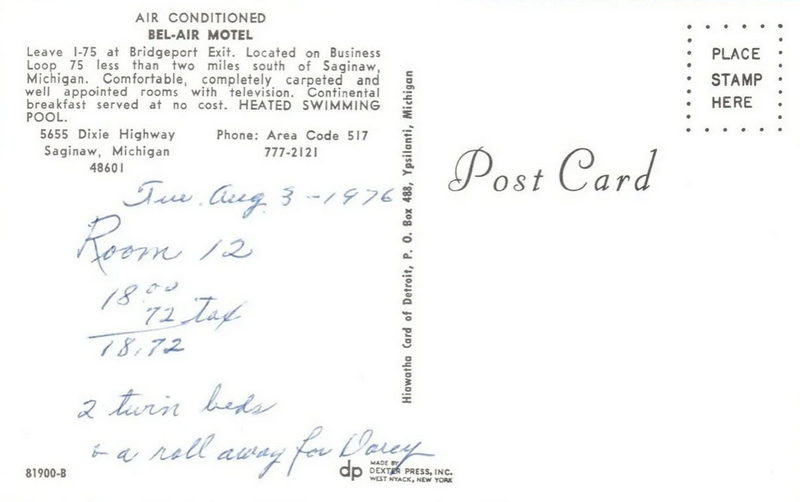 AIR CONDITIONED
BEL-AIR MOTEL
Leave I-75 at Bridgeport Exit. Located on Business
Loop 75 less than two miles south of Saginaw,
Michigan. Comfortable, completely carpeted and
well appointed rooms with television. Continental
breakfast served at no cost. HEATED SWIMMING
POOL.
5655 Dixie Highway
Saginaw, Michigan
48601
Phone: Area Code 517
777-2121
Tue. Aug. 3 - 1976
Room 12
18.00
72 tax
18.72
2 twin beds
& a roll away for Darcy
81900-B
dp
MADE BY
DEXTER PRESS, INC.
WEST NYACK, NEW YORK
Hiawatha Card of Detroit, P. O. Box 488, Ypsilanti, Michigan
Post Card
PLACE
STAMP
HERE